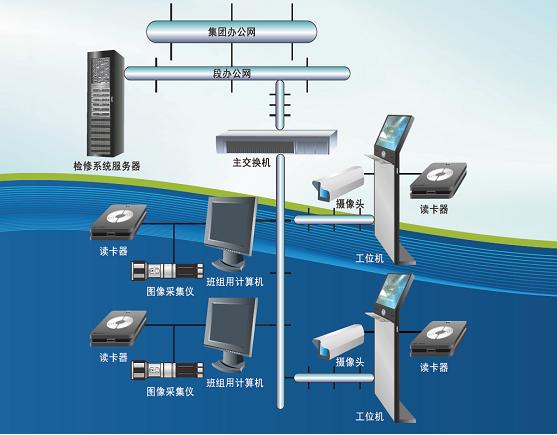 集团办公网
段办公网
检修系统服务器
主交换机
摄像头
读卡器
读卡器
工位机
图像采集仪
班组用计算机
读卡器
摄像头
读卡器
图像采集仪
班组用计算机
工位机